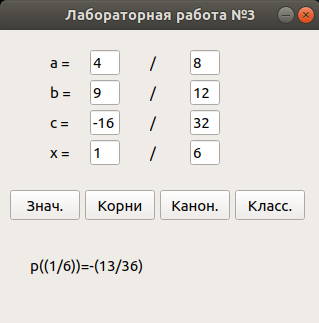 Лабораторная работа №3
a = 4 / 8
b = 9 / 12
c = -16 / 32
x = 1 / 6
Знач. Корни Канон. Класс.
p((1/6))=-(13/36)